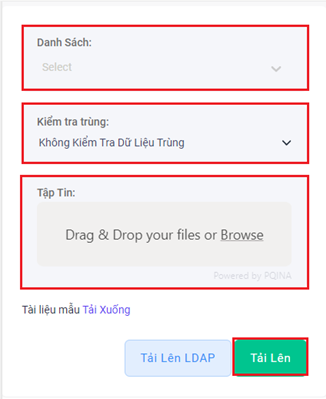 Danh Sách:
Select
Kiểm tra trùng:
Không Kiểm Tra Dữ Liệu Trùng
Tập Tin:
Drag & Drop your files or Browse
Powered by PQINA
Tài liệu mẫu Tải Xuống
Tải Lên LDAP
Tải Lên